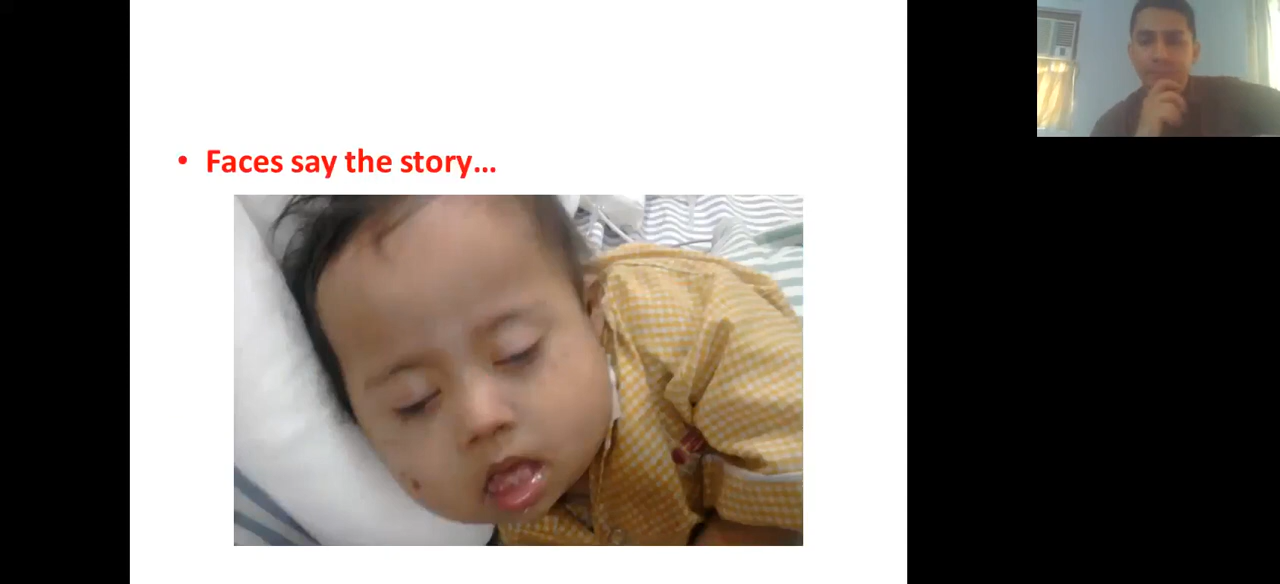 • Faces say the story...